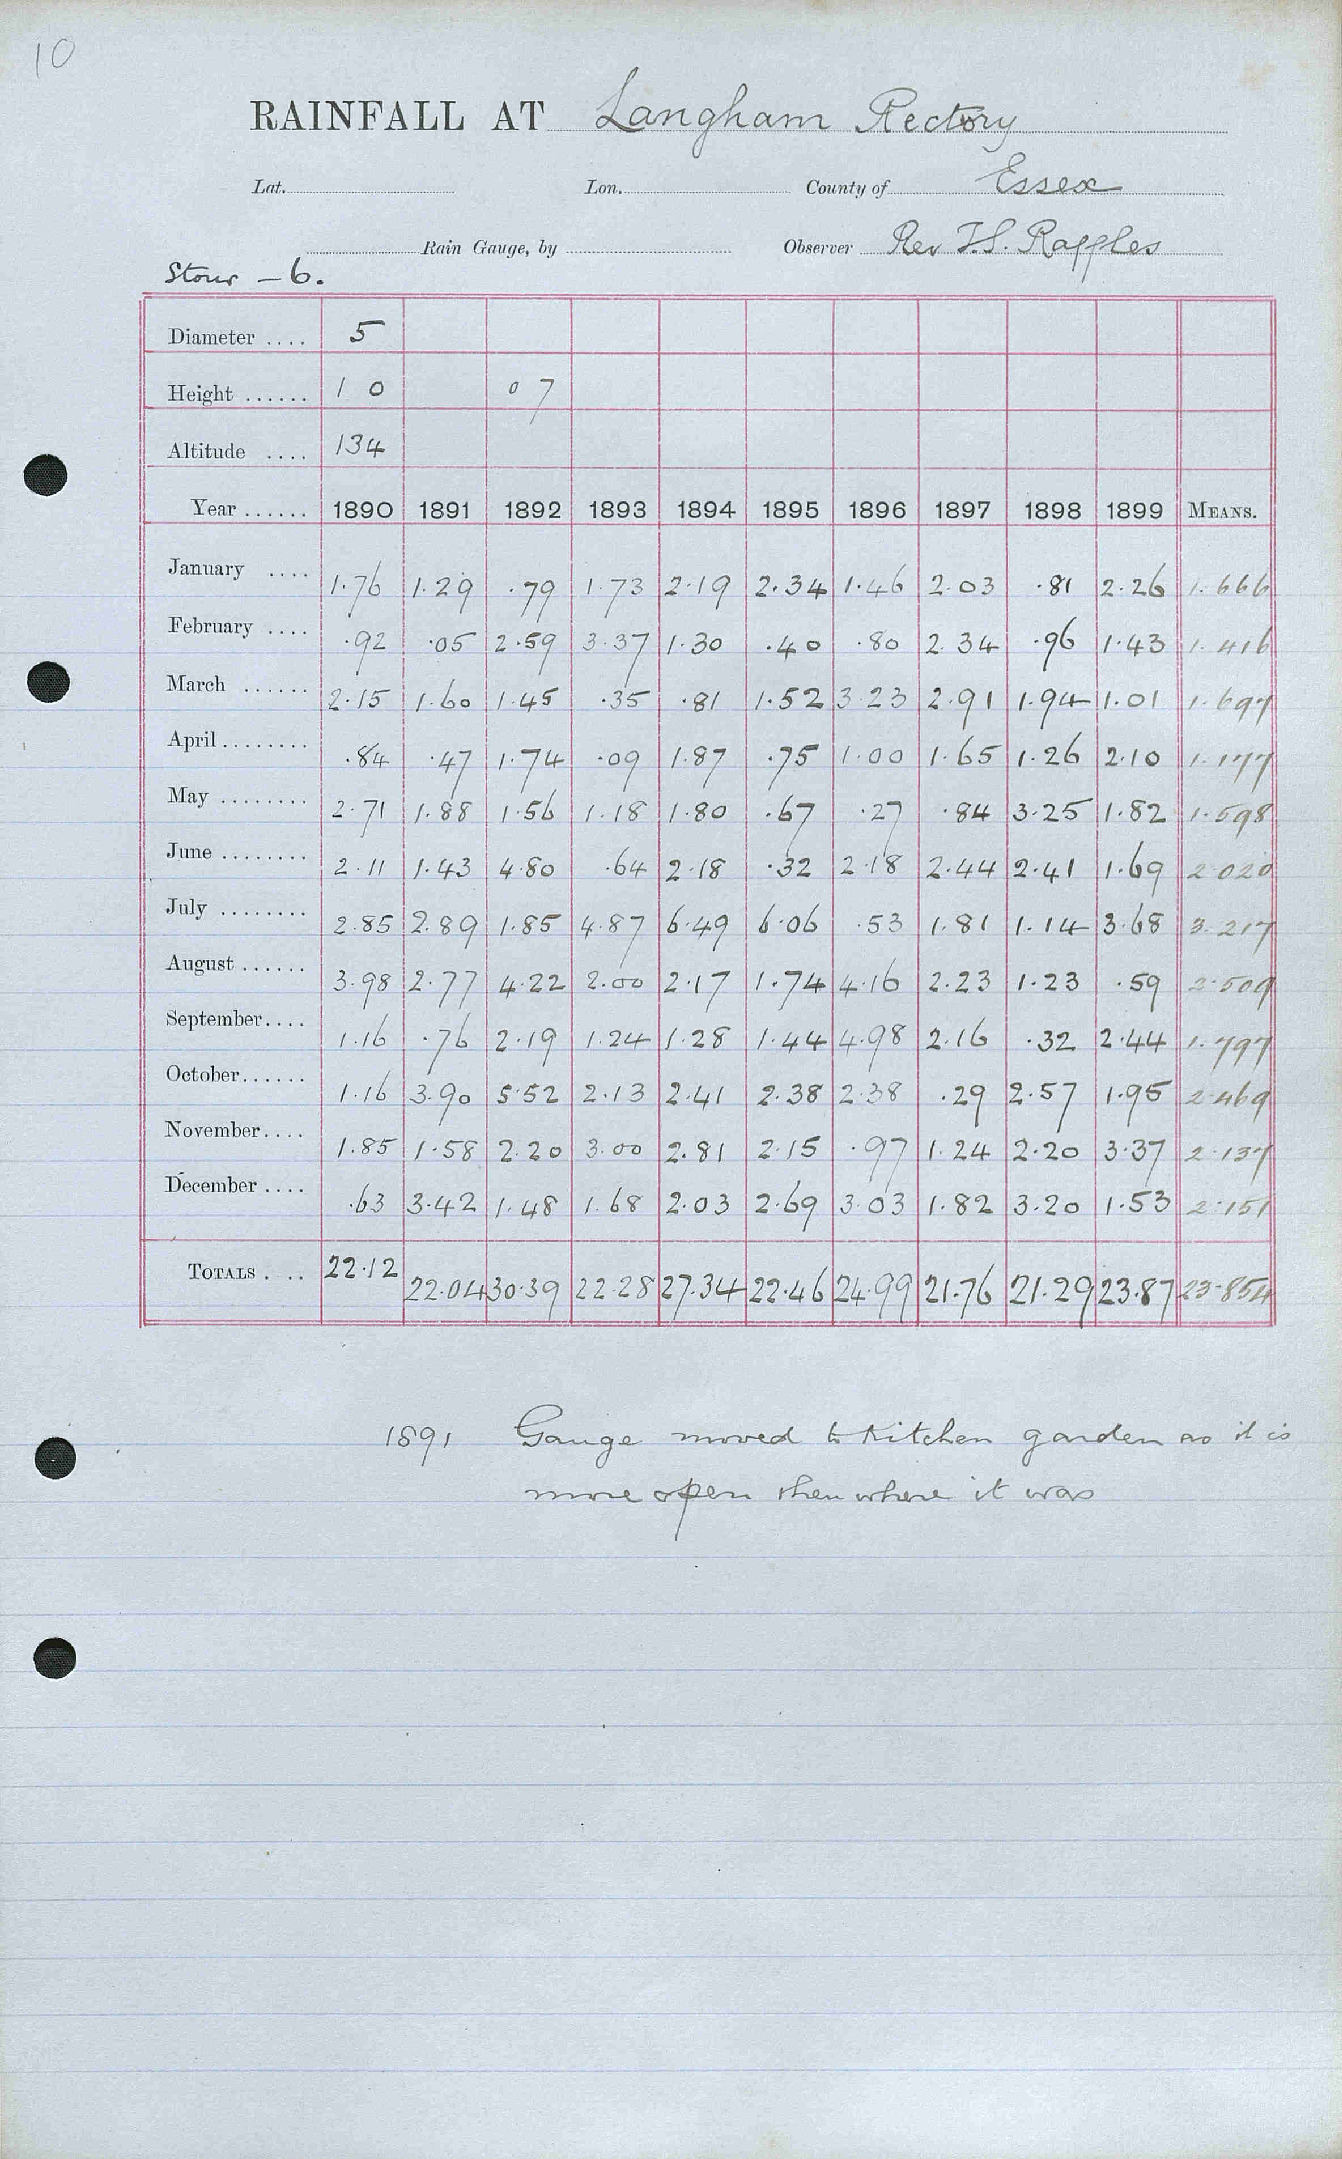 10
RAINFALL AT Langham Rectory
Lat. Lon. County of Essex
Rain Gauge, by Observer Rev T.S. Raffles
Stour - 6.
Diameter .... 5
Height ...... 1 0 0 7
Altitude .... 134
Year ...... 1890 1891 1892 1893 1894 1895 1896 1897 1898 1899 MEANS.
January .... 1.76 1.29 .79 1.73 2.19 2.34 1.46 2.03 .81 2.26 1.666
February .... .92 .05 2.59 3.37 1.30 .40 .80 2.34 .96 1.43 1.416
March ...... 2.15 1.60 1.45 .35 .81 1.52 3.23 2.91 1.94 1.01 1.697
April ........ .84 .47 1.74 .09 1.87 .75 1.00 1.65 1.26 2.10 1.177
May ........ 2.71 1.88 1.56 1.18 1.80 .67 .27 .84 3.25 1.82 1.598
June ........ 2.11 1.43 4.80 .64 2.18 .32 2.18 2.44 2.41 1.69 2.020
July ........ 2.85 2.89 1.85 4.87 6.49 6.06 .53 1.81 1.14 3.68 3.217
August ...... 3.98 2.77 4.22 2.00 2.17 1.74 4.16 2.23 1.23 .59 2.509
September.... 1.16 .76 2.19 1.24 1.28 1.44 4.98 2.16 .32 2.44 1.797
October...... 1.16 3.90 5.52 2.13 2.41 2.38 2.38 .29 2.57 1.95 2.469
November.... 1.85 1.58 2.20 3.00 2.81 2.15 .97 1.24 2.20 3.37 2.137
December .... .63 3.42 1.48 1.68 2.03 2.69 3.03 1.82 3.20 1.53 2.151
TOTALS . .. 22.12 22.04 30.39 22.28 27.34 22.46 24.99 21.76 21.29 23.87 23.854
1891 Gauge moved to Kitchen garden as it is
more open then where it was